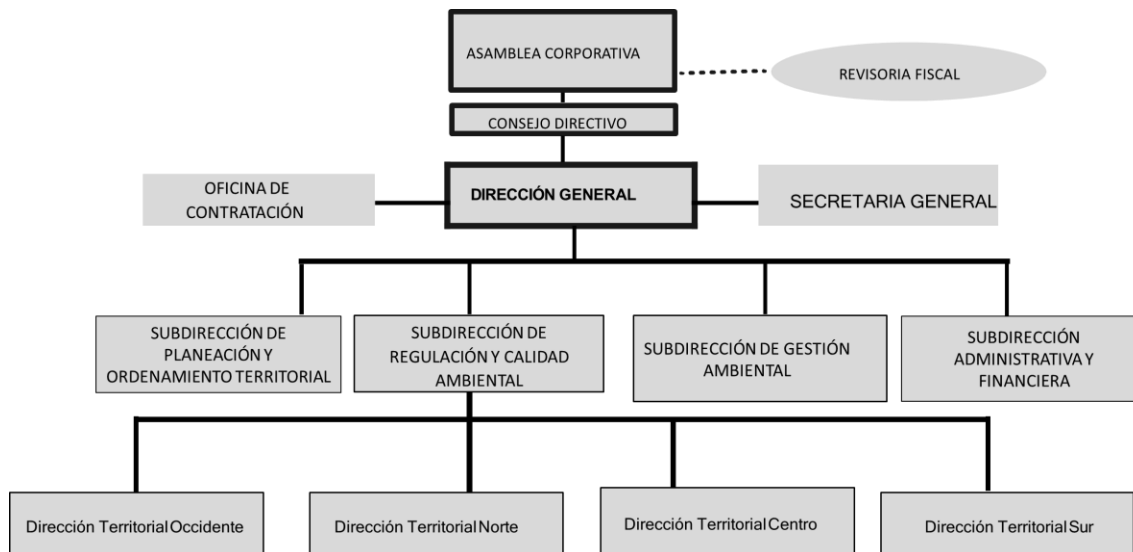 ASAMBLEA CORPORATIVA
REVISORIA FISCAL
CONSEJO DIRECTIVO
OFICINA DE
CONTRATACIÓN
DIRECCIÓN GENERAL
SECRETARIA GENERAL
SUBDIRECCIÓN DE
PLANEACIÓN Y
ORDENAMIENTO TERRITORIAL
SUBDIRECCIÓN DE
REGULACIÓN Y CALIDAD
AMBIENTAL
SUBDIRECCIÓN DE GESTIÓN
AMBIENTAL
SUBDIRECCIÓN
ADMINISTRATIVA Y
FINANCIERA
Dirección Territorial Occidente
Dirección Territorial Norte
Dirección Territorial Centro
Dirección Territorial Sur